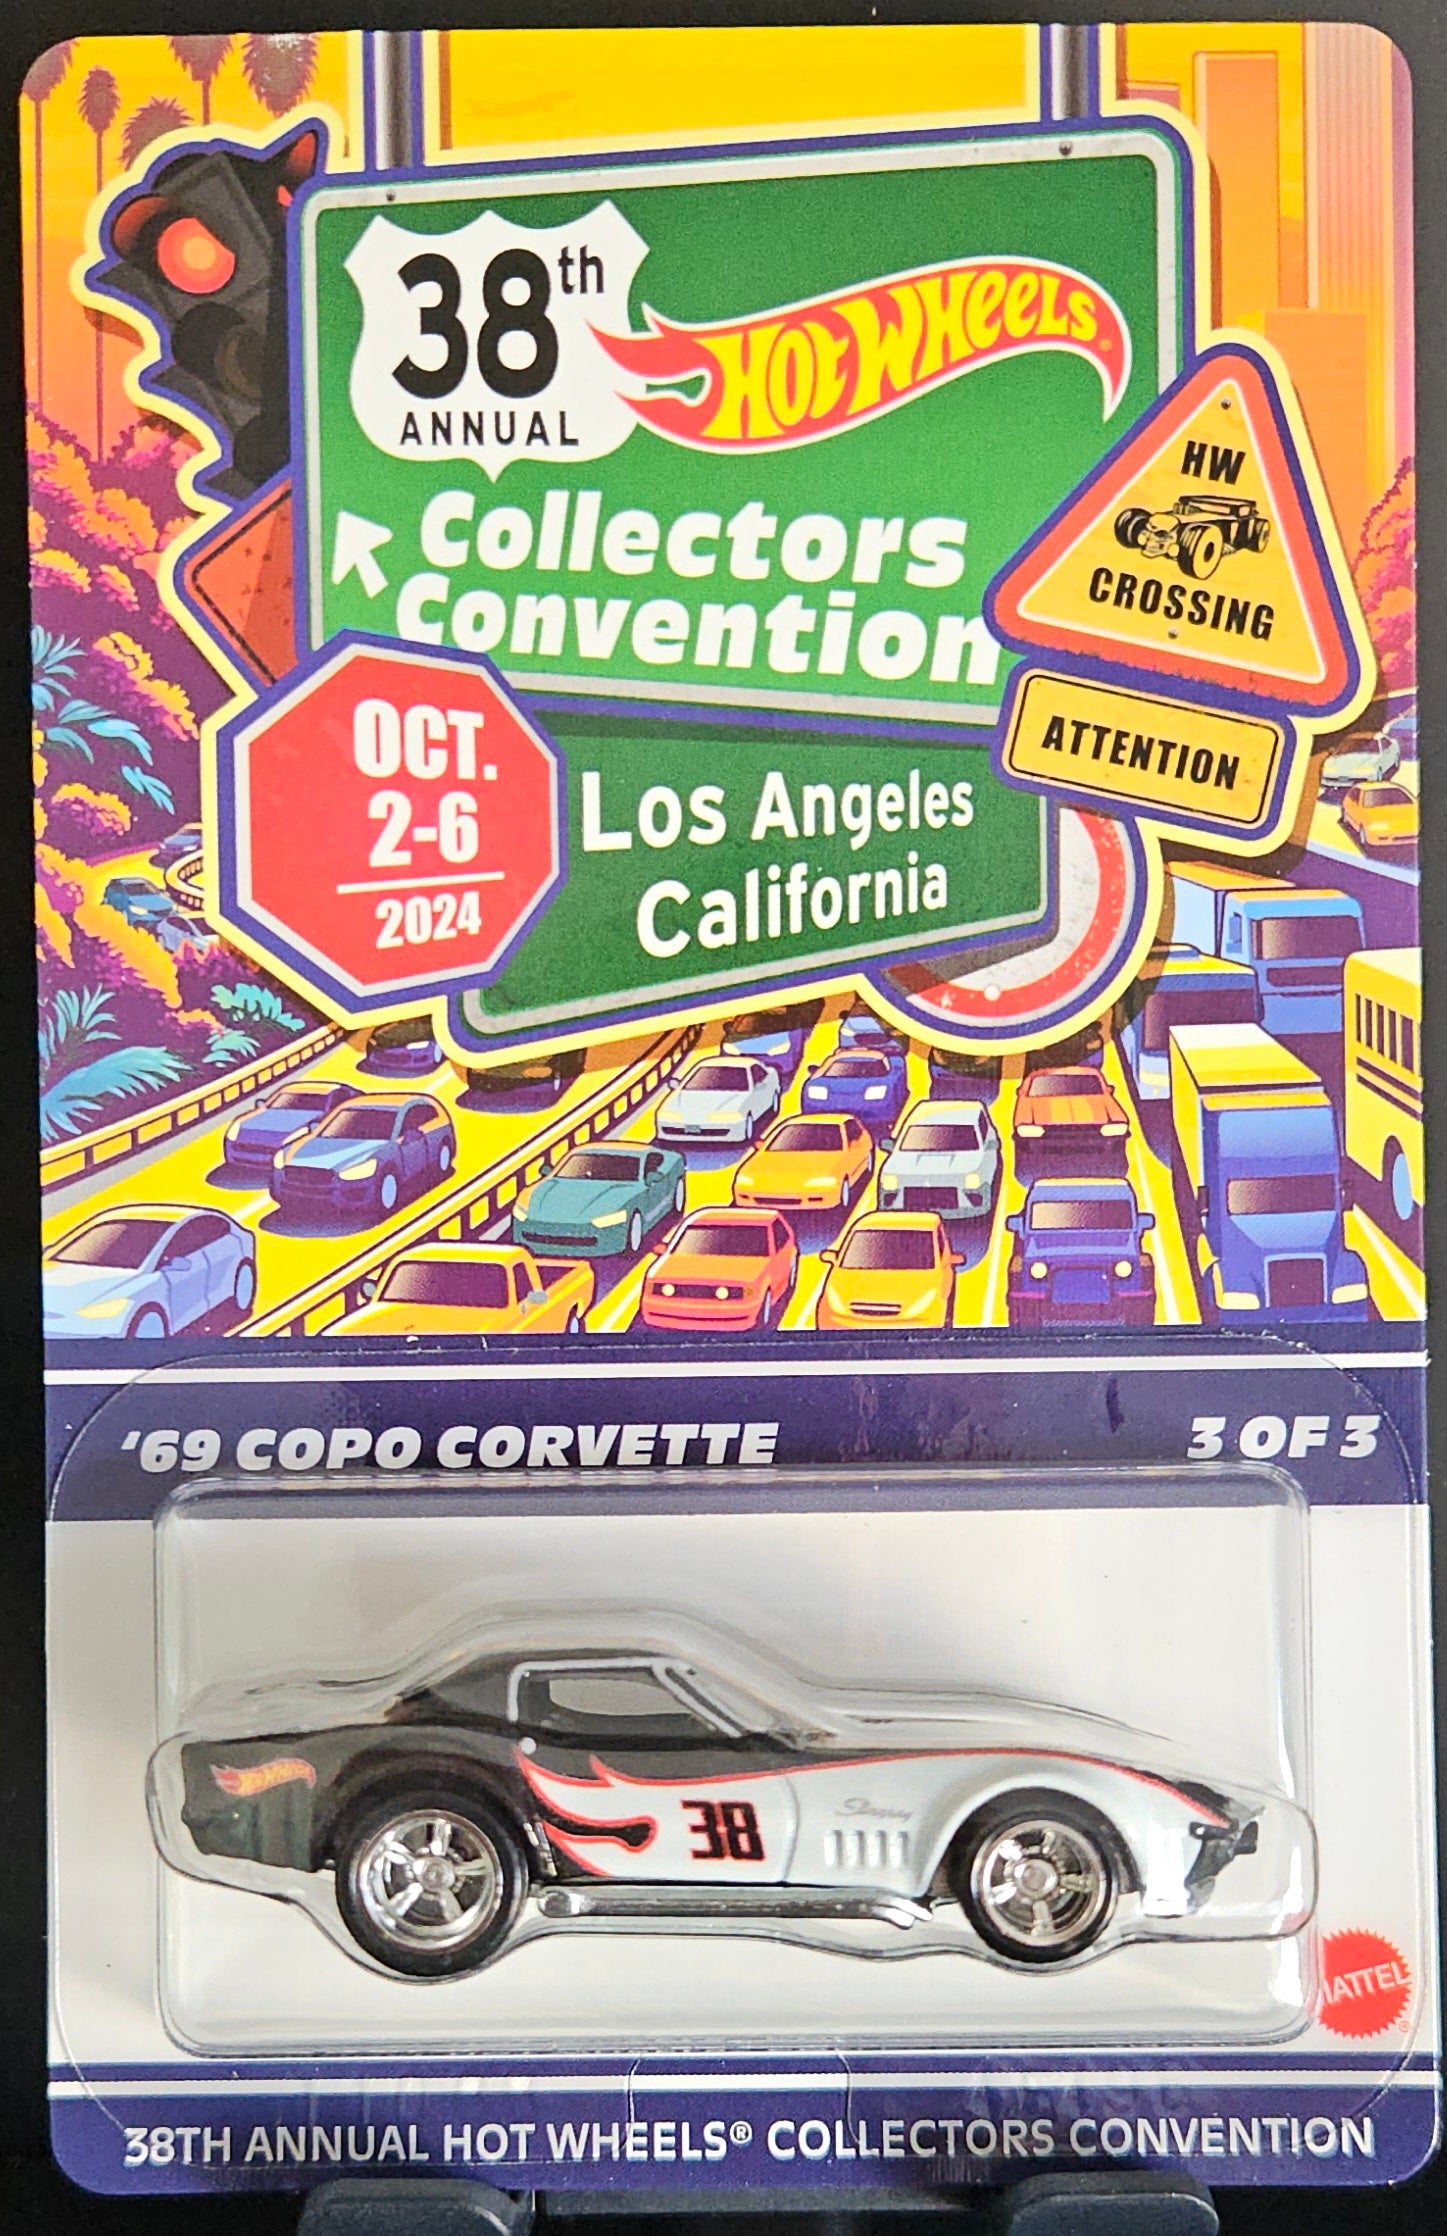 38th
ANNUAL
HOT WHEELS
Collectors
Convention
HW
CROSSING
ATTENTION
OCT.
2-6
2024
Los Angeles
California
'69 COPO CORVETTE
3 OF 3
Hot Wheels
38
Stingray
MATTEL
38TH ANNUAL HOT WHEELS® COLLECTORS CONVENTION